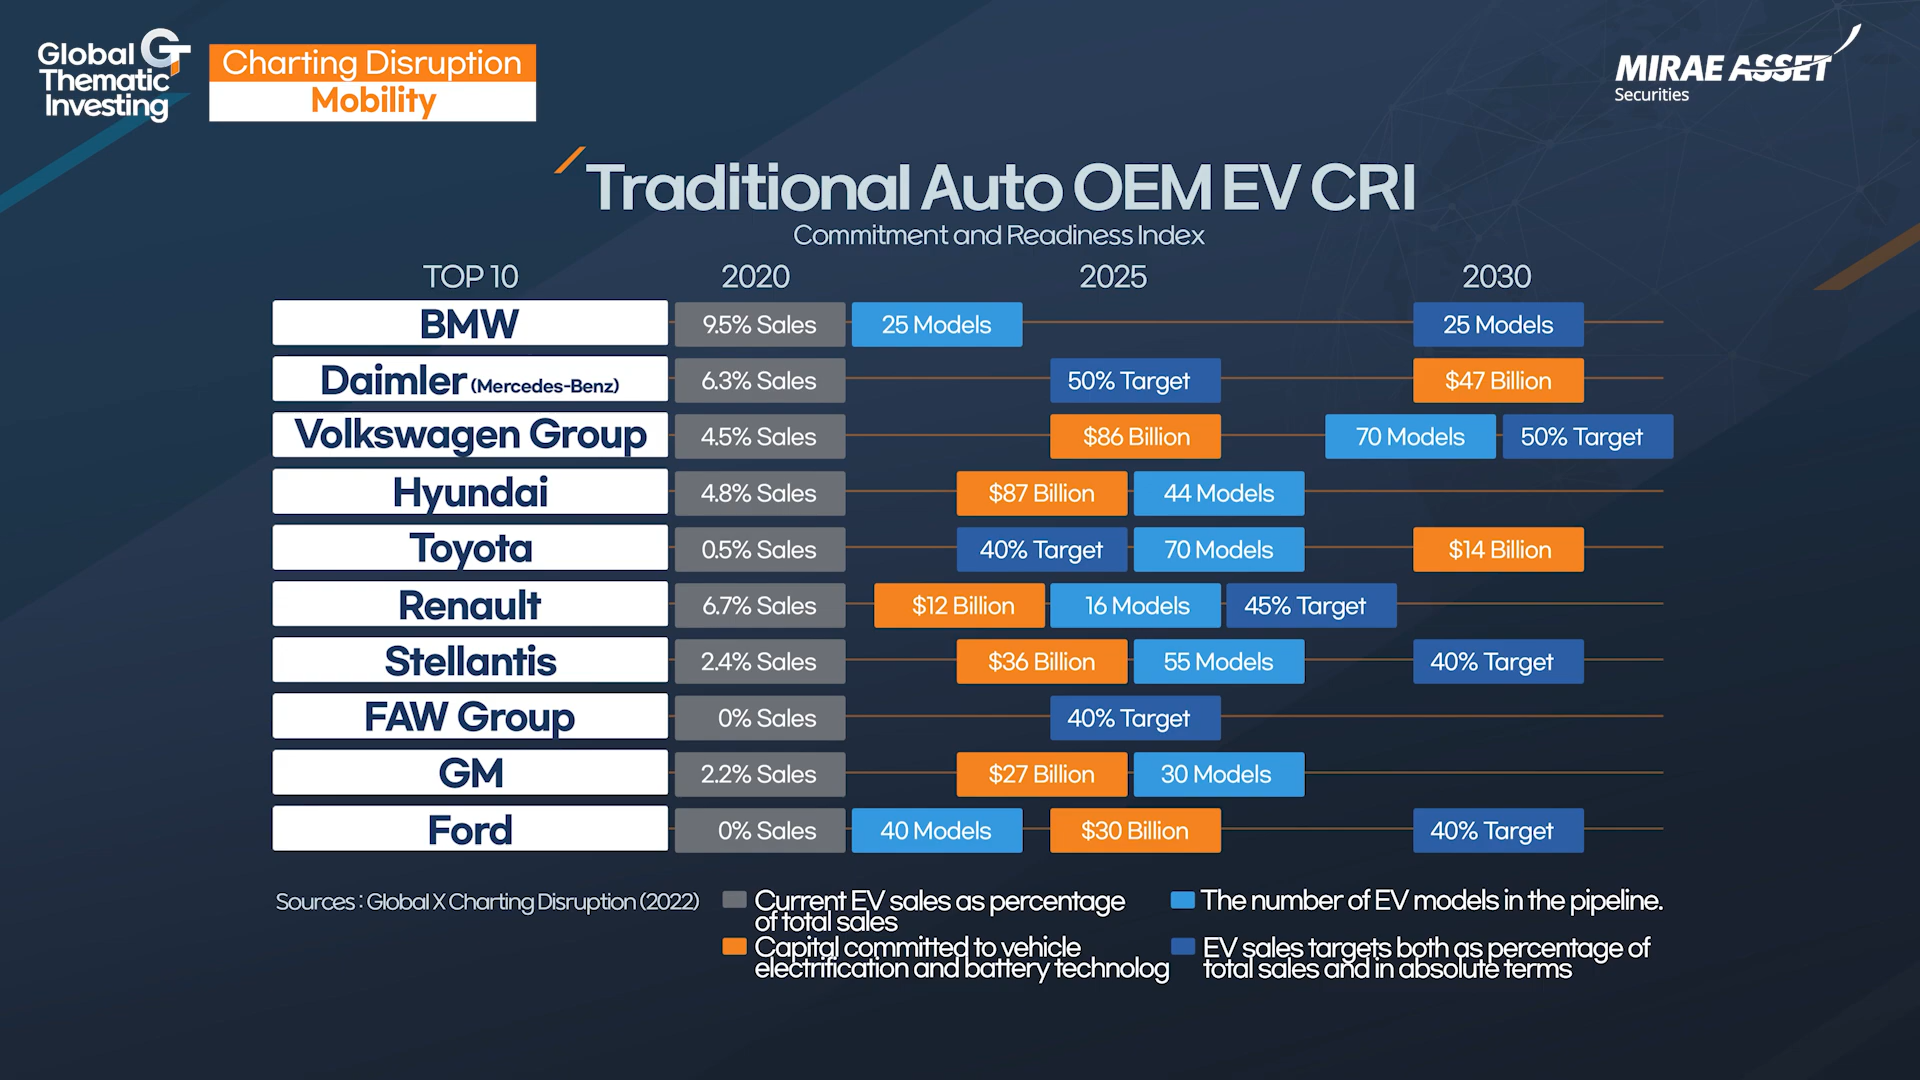 Global GT
Thematic
Investing
Charting Disruption
Mobility
MIRAE ASSET
Securities
Traditional Auto OEM EV CRI
Commitment and Readiness Index
TOP 10 2020 2025 2030
BMW 9.5% Sales 25 Models 25 Models
Daimler (Mercedes-Benz) 6.3% Sales 50% Target $47 Billion
Volkswagen Group 4.5% Sales $86 Billion 70 Models 50% Target
Hyundai 4.8% Sales $87 Billion 44 Models
Toyota 0.5% Sales 40% Target 70 Models $14 Billion
Renault 6.7% Sales $12 Billion 16 Models 45% Target
Stellantis 2.4% Sales $36 Billion 55 Models 40% Target
FAW Group 0% Sales 40% Target
GM 2.2% Sales $27 Billion 30 Models
Ford 0% Sales 40 Models $30 Billion 40% Target
Sources : Global X Charting Disruption (2022)
Current EV sales as percentage
of total sales
The number of EV models in the pipeline.
Capital committed to vehicle
electrification and battery technolog
EV sales targets both as percentage of
total sales and in absolute terms